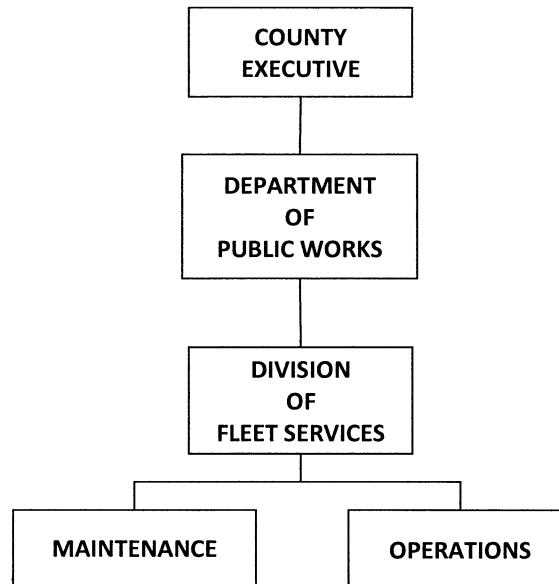 COUNTY
EXECUTIVE
DEPARTMENT
OF
PUBLIC WORKS
DIVISION
OF
FLEET SERVICES
MAINTENANCE
OPERATIONS